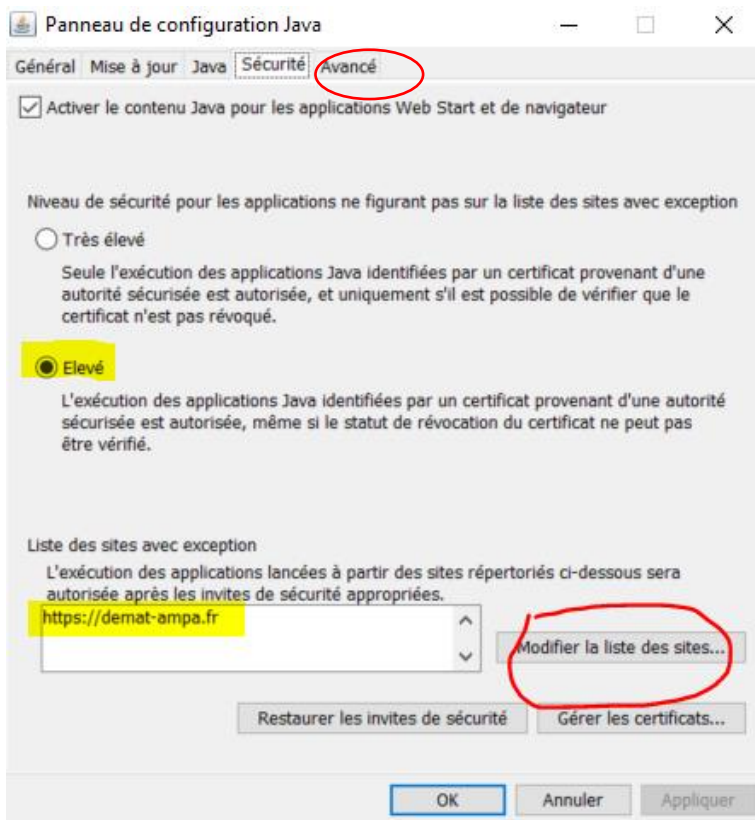 Panneau de configuration Java
Général Mise à jour Java Sécurité Avancé
Activer le contenu Java pour les applications Web Start et de navigateur
Niveau de sécurité pour les applications ne figurant pas sur la liste des sites avec exception
Très élevé
Seule l'exécution des applications Java identifiées par un certificat provenant d'une
autorité sécurisée est autorisée, et uniquement s'il est possible de vérifier que le
certificat n'est pas révoqué.
Elevé
L'exécution des applications Java identifiées par un certificat provenant d'une autorité
sécurisée est autorisée, même si le statut de révocation du certificat ne peut pas
être vérifié.
Liste des sites avec exception
L'exécution des applications lancées à partir des sites répertoriés ci-dessous sera
autorisée après les invites de sécurité appropriées.
https://demat-ampa.fr
Modifier la liste des sites...
Restaurer les invites de sécurité Gérer les certificats...
OK Annuler Appliquer